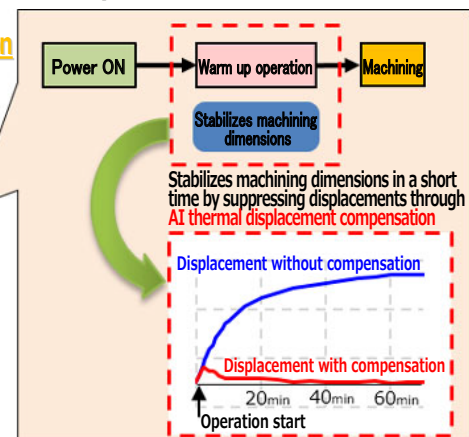 n
Power ON
Warm up operation
Machining
Stabilizes machining
dimensions
Stabilizes machining dimensions in a short
time by suppressing displacements through
AI thermal displacement compensation
Displacement without compensation
Displacement with compensation
20min 40min 60min
Operation start